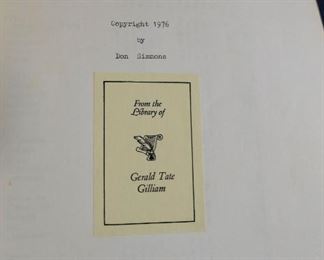 Copyright 1976
by
Don Simmons
From the
Library of
Gerald Tate
Gilliam